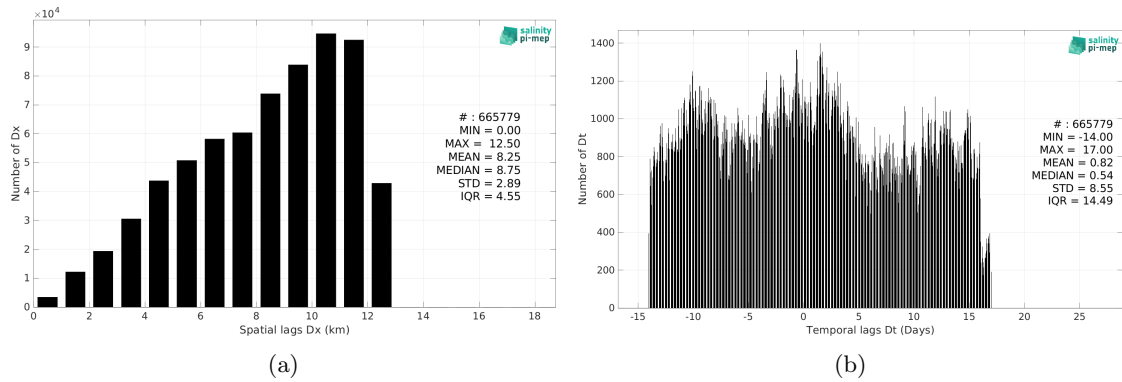 ×10⁴
9
8
7
6
5
4
3
2
1
0
Number of Dx
0 2 4 6 8 10 12 14 16 18
Spatial lags Dx (km)
salinity
pi-mep
# : 665779
MIN = 0.00
MAX = 12.50
MEAN = 8.25
MEDIAN = 8.75
STD = 2.89
IQR = 4.55
(a)
1400
1200
1000
800
600
400
200
0
Number of Dt
-15 -10 -5 0 5 10 15 20 25
Temporal lags Dt (Days)
salinity
pi-mep
# : 665779
MIN = -14.00
MAX = 17.00
MEAN = 0.82
MEDIAN = 0.54
STD = 8.55
IQR = 14.49
(b)